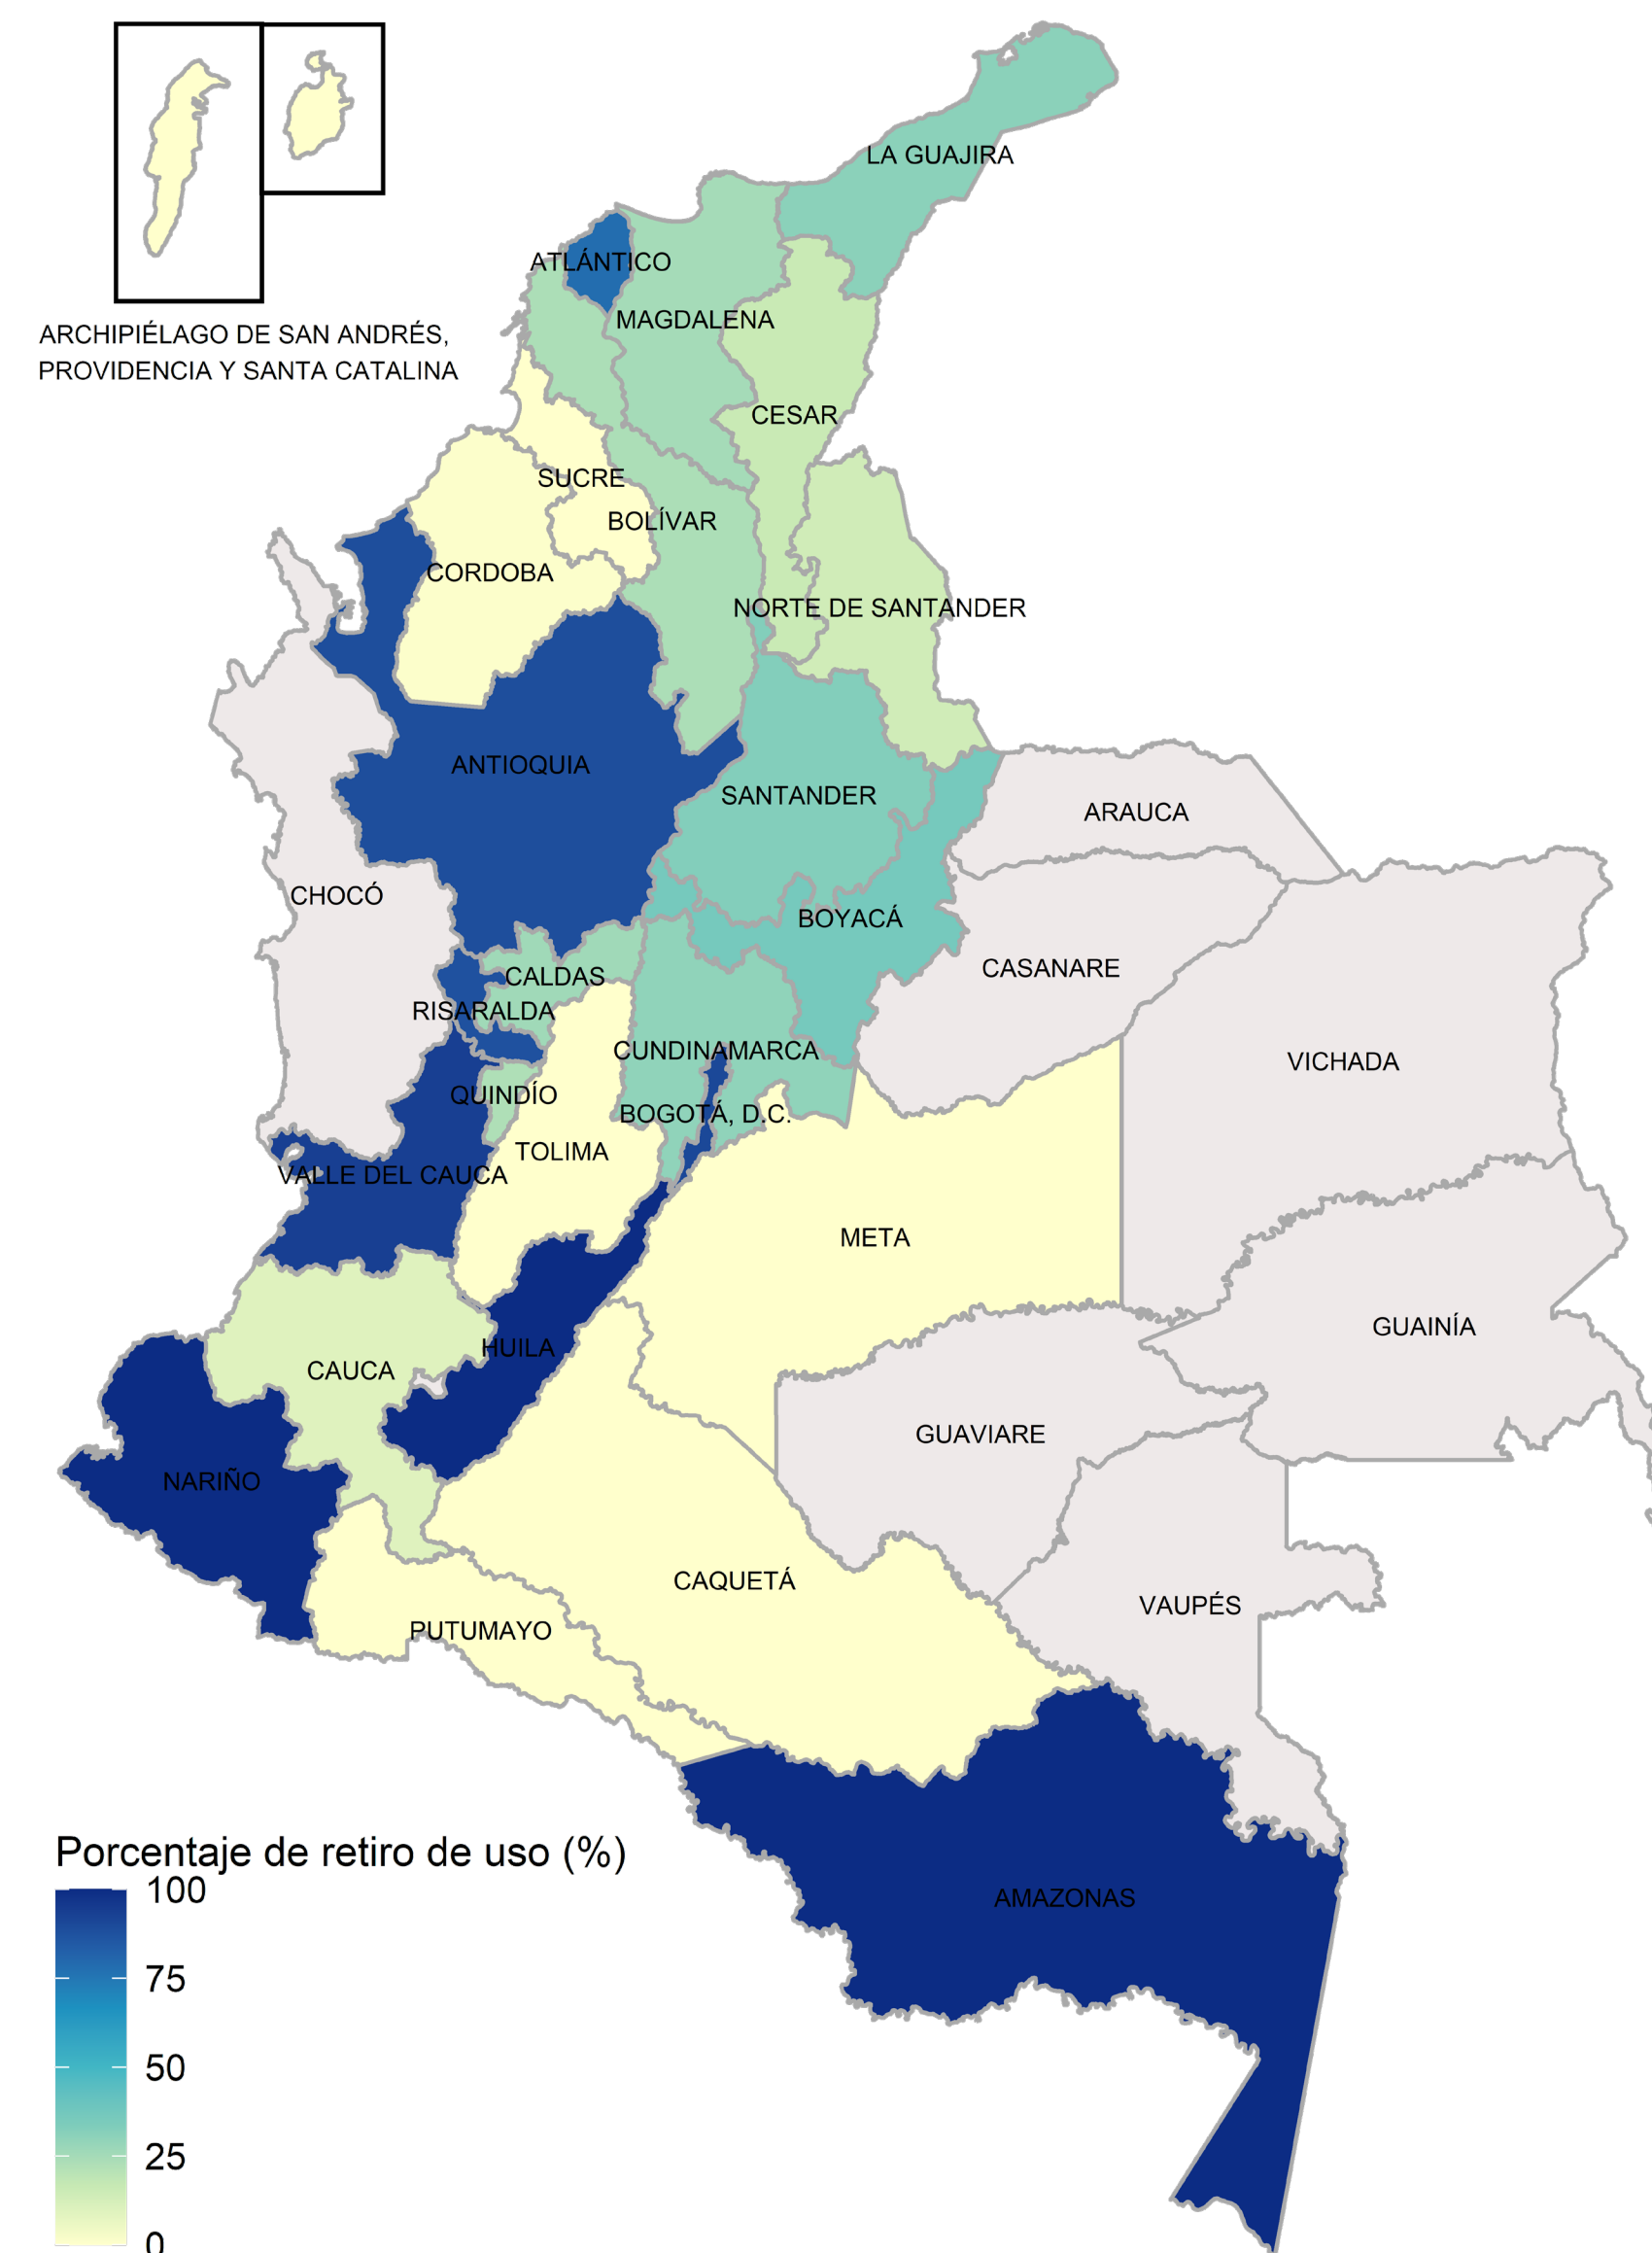 LA GUAJIRA
ATLÁNTICO
MAGDALENA
ARCHIPIÉLAGO DE SAN ANDRÉS,
PROVIDENCIA Y SANTA CATALINA
CESAR
SUCRE
BOLÍVAR
CORDOBA
NORTE DE SANTANDER
ANTIOQUIA
SANTANDER
ARAUCA
CHOCÓ
BOYACÁ
CASANARE
CALDAS
RISARALDA
CUNDINAMARCA
VICHADA
QUINDÍO
BOGOTÁ, D.C.
TOLIMA
VALLE DEL CAUCA
META
GUAINÍA
HUILA
CAUCA
GUAVIARE
NARIÑO
CAQUETÁ
VAUPÉS
PUTUMAYO
AMAZONAS
Porcentaje de retiro de uso (%)
100
75
50
25
0